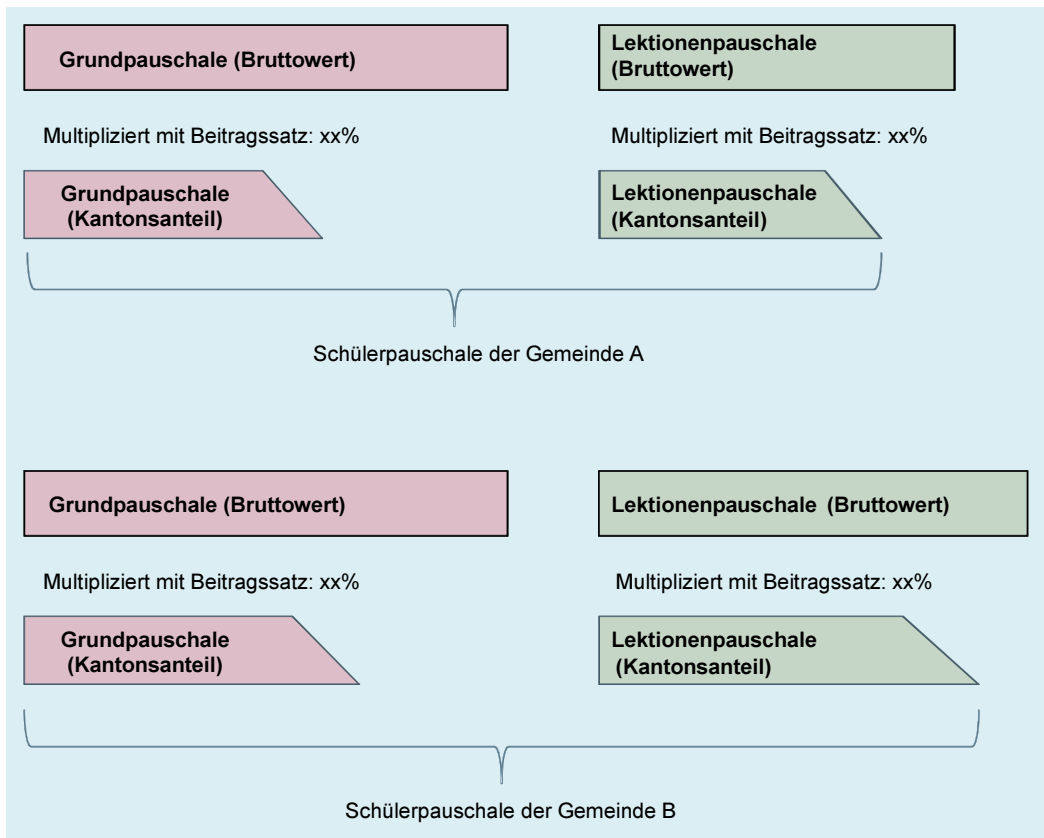 Grundpauschale (Bruttowert)
Lektionenpauschale
(Bruttowert)
Multipliziert mit Beitragssatz: xx%
Multipliziert mit Beitragssatz: xx%
Grundpauschale
(Kantonsanteil)
Lektionenpauschale
(Kantonsanteil)
Schülerpauschale der Gemeinde A
Grundpauschale (Bruttowert)
Lektionenpauschale (Bruttowert)
Multipliziert mit Beitragssatz: xx%
Multipliziert mit Beitragssatz: xx%
Grundpauschale
(Kantonsanteil)
Lektionenpauschale
(Kantonsanteil)
Schülerpauschale der Gemeinde B